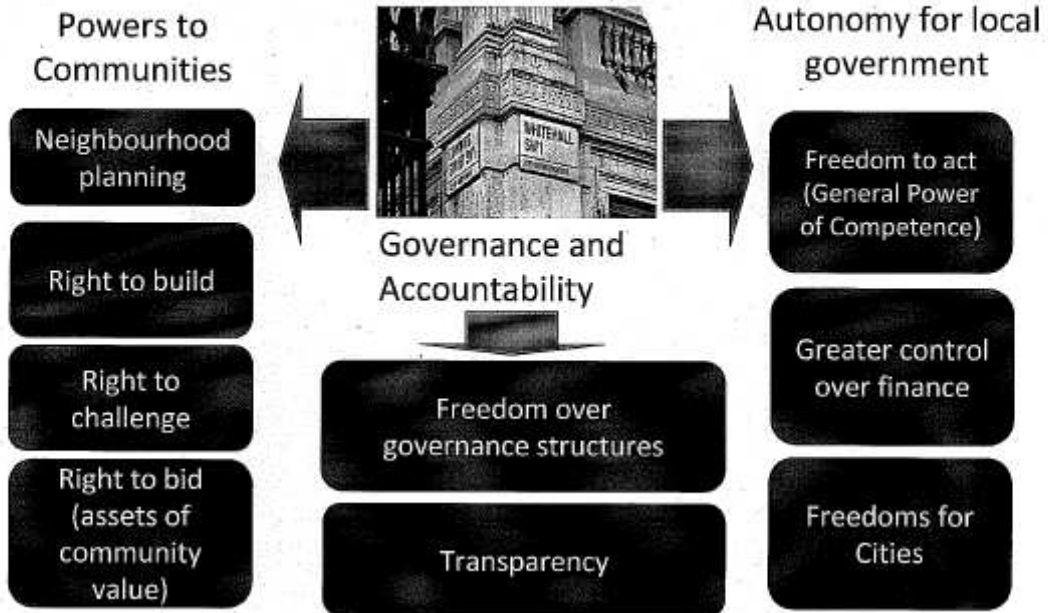 Powers to
Communities
Neighbourhood
planning
Right to build
Right to
challenge
Right to bid
(assets of
community
value)
WHITEHALL
SW1
Governance and
Accountability
Freedom over
governance structures
Transparency
Autonomy for local
government
Freedom to act
(General Power
of Competence)
Greater control
over finance
Freedoms for
Cities